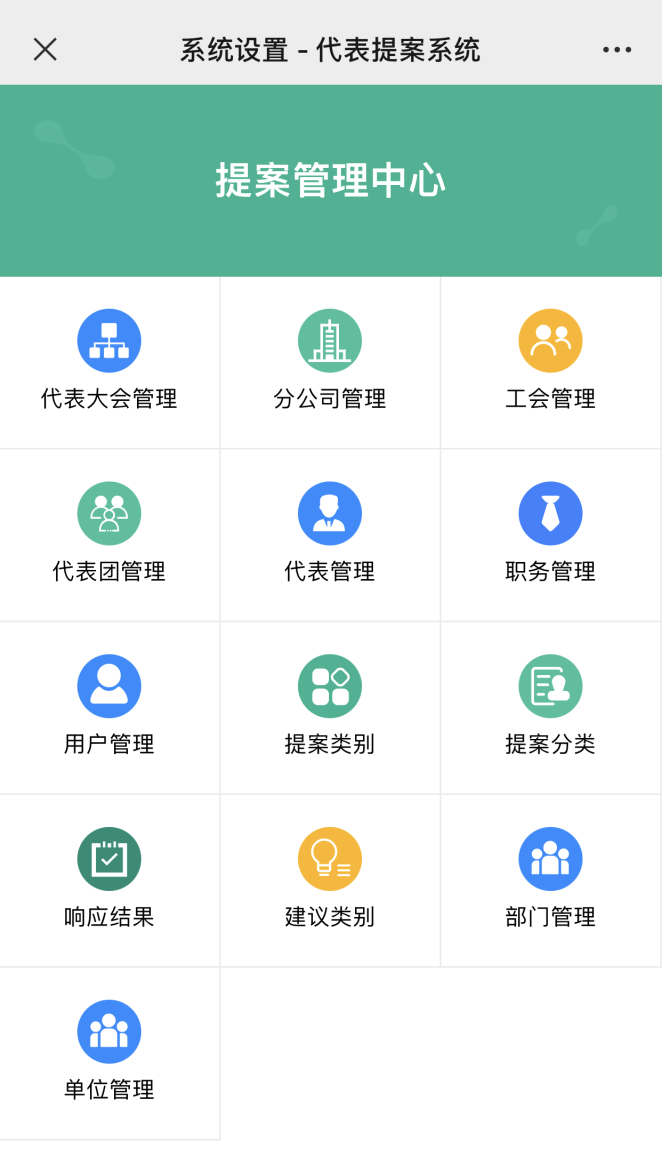 系统设置 - 代表提案系统
提案管理中心
代表大会管理
分公司管理
工会管理
代表团管理
代表管理
职务管理
用户管理
提案类别
提案分类
响应结果
建议类别
部门管理
单位管理